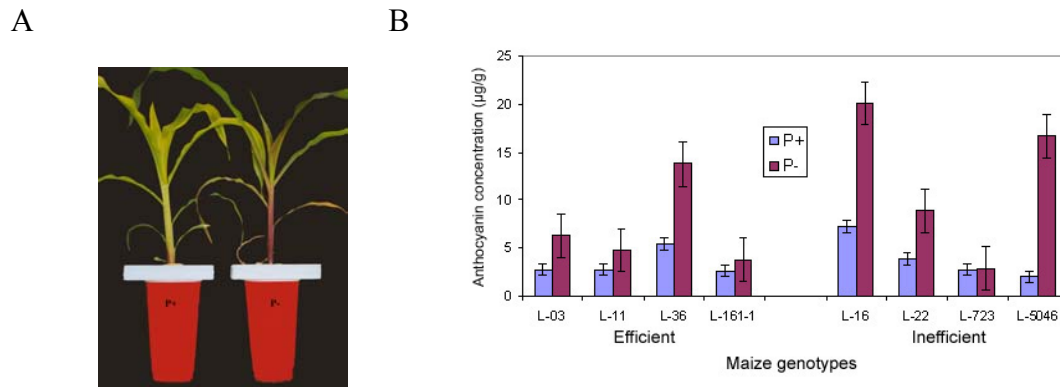 A
B
P+
P-
Anthocyanin concentration (µg/g)
25
20
15
10
5
0
P+
P-
L-03
L-11
L-36
L-161-1
L-16
L-22
L-723
L-5046
Efficient
Inefficient
Maize genotypes